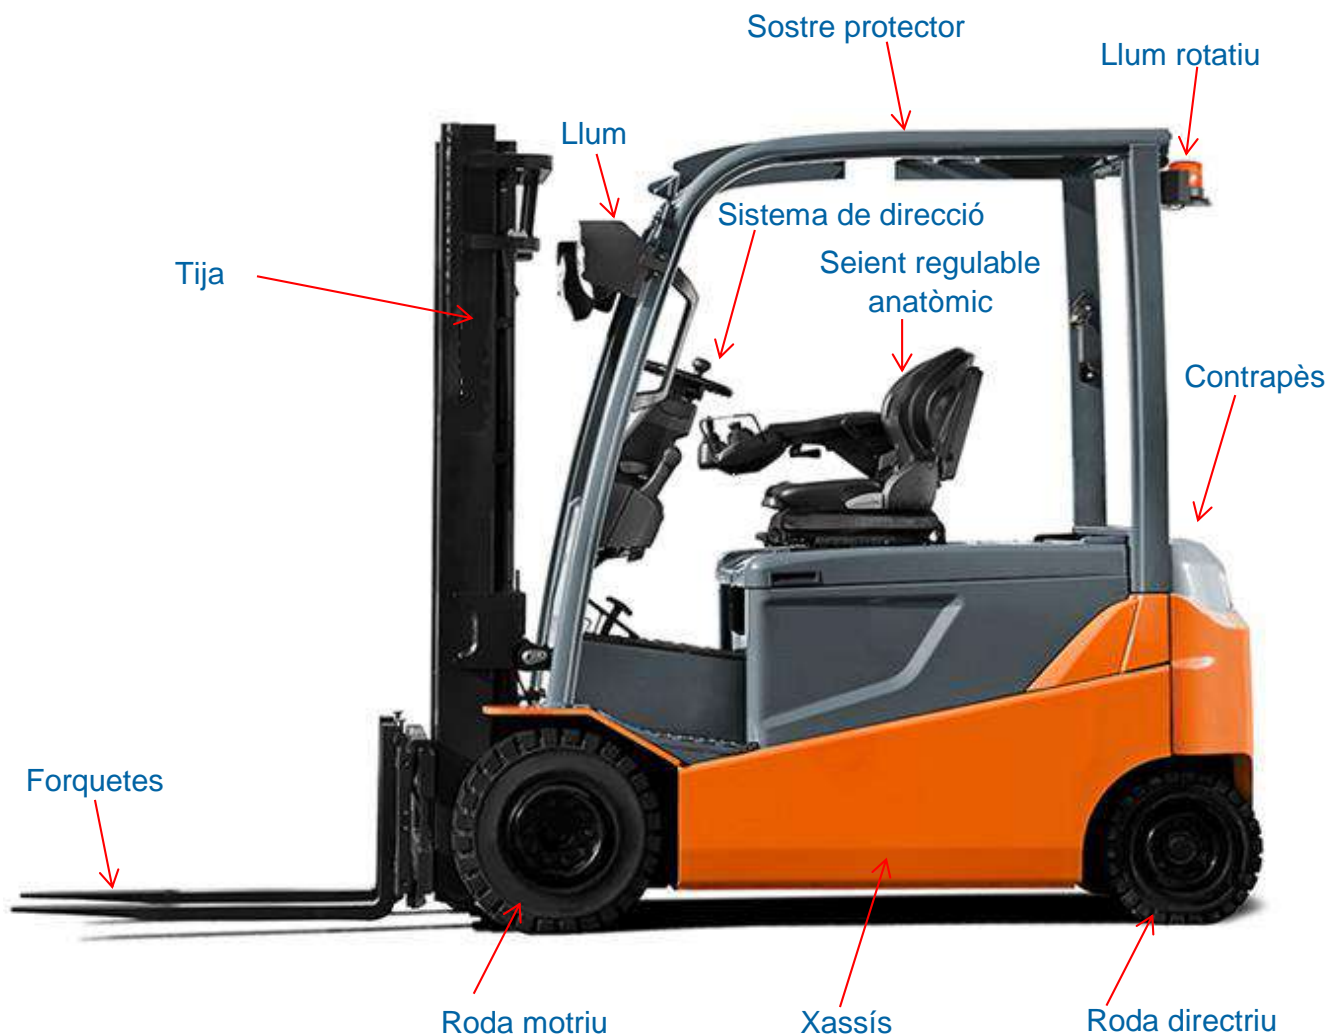 Sostre protector
Llum rotatiu
Llum
Sistema de direcció
Tija
Seient regulable
anatòmic
Contrapès
Forquetes
Roda motriu
Xassís
Roda directriu